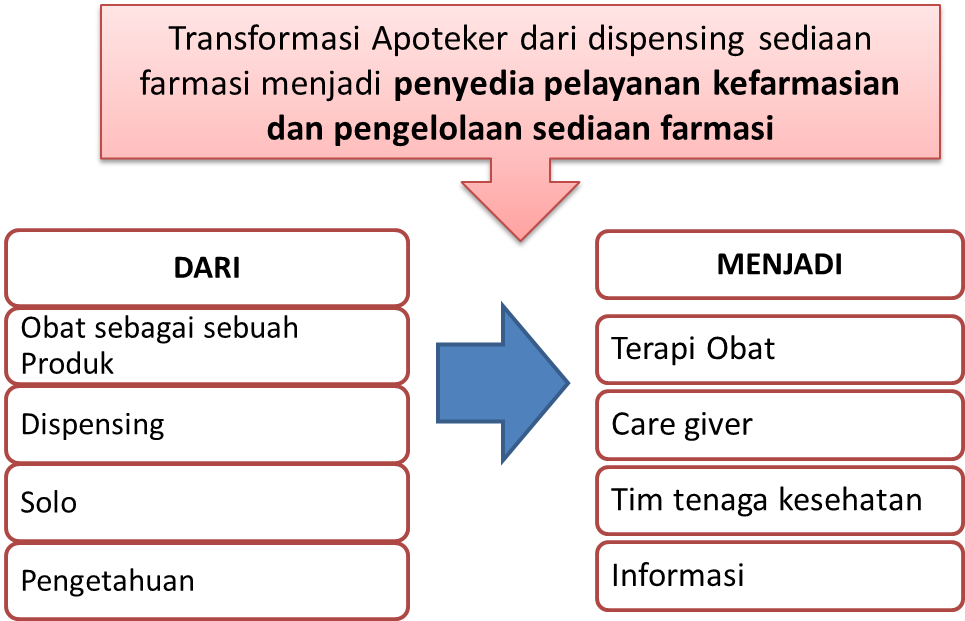 Transformasi Apoteker dari dispensing sediaan
farmasi menjadi penyedia pelayanan kefarmasian
dan pengelolaan sediaan farmasi
DARI
Obat sebagai sebuah
Produk
Dispensing
Solo
Pengetahuan
MENJADI
Terapi Obat
Care giver
Tim tenaga kesehatan
Informasi